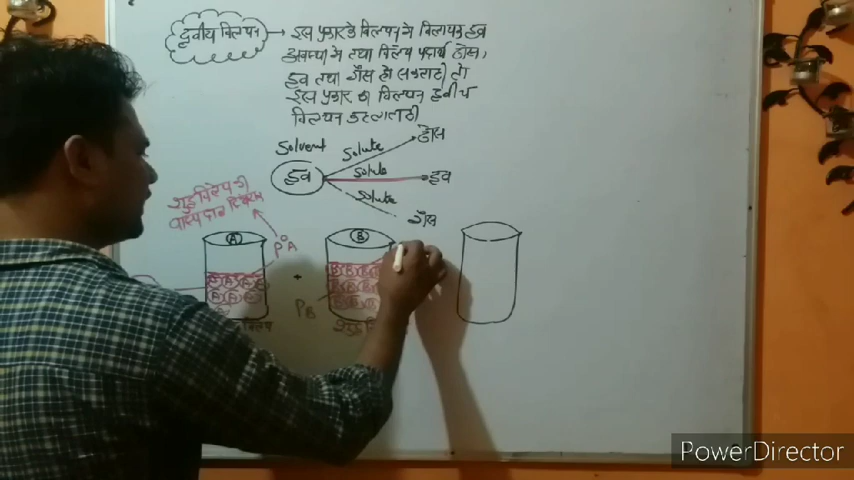 द्रवीय विलयन → इस प्रकार के विलयन में विलायक द्रव
अवस्था में तथा विलेय पदार्थ ठोस,
द्रव तथा गैस हो सकता है तो
इस प्रकार का विलयन द्रवीय
विलयन कहलाता है
Solvent
द्रव
Solute ठोस
Solute द्रव
Solute गैस
शुद्ध विलेय की
वाष्प दाब
A
P°A
B
+
A A A
A A A
B B B
B B B
B B
PB
शुद्ध
PowerDirector